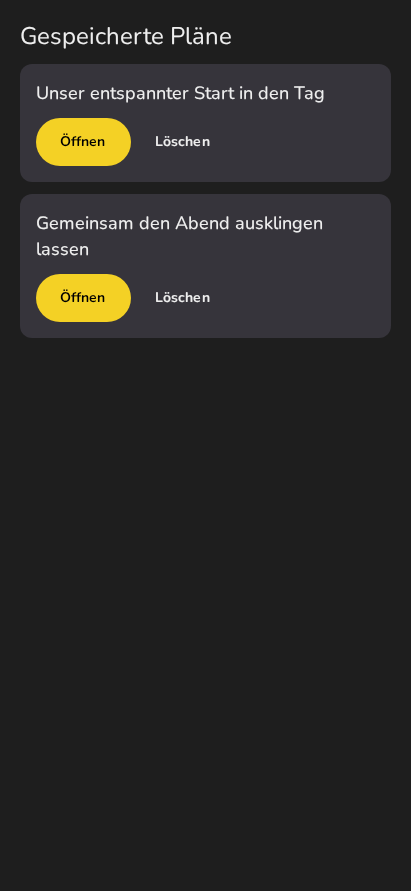 Gespeicherte Pläne
Unser entspannter Start in den Tag
Öffnen Löschen
Gemeinsam den Abend ausklingen
lassen
Öffnen Löschen